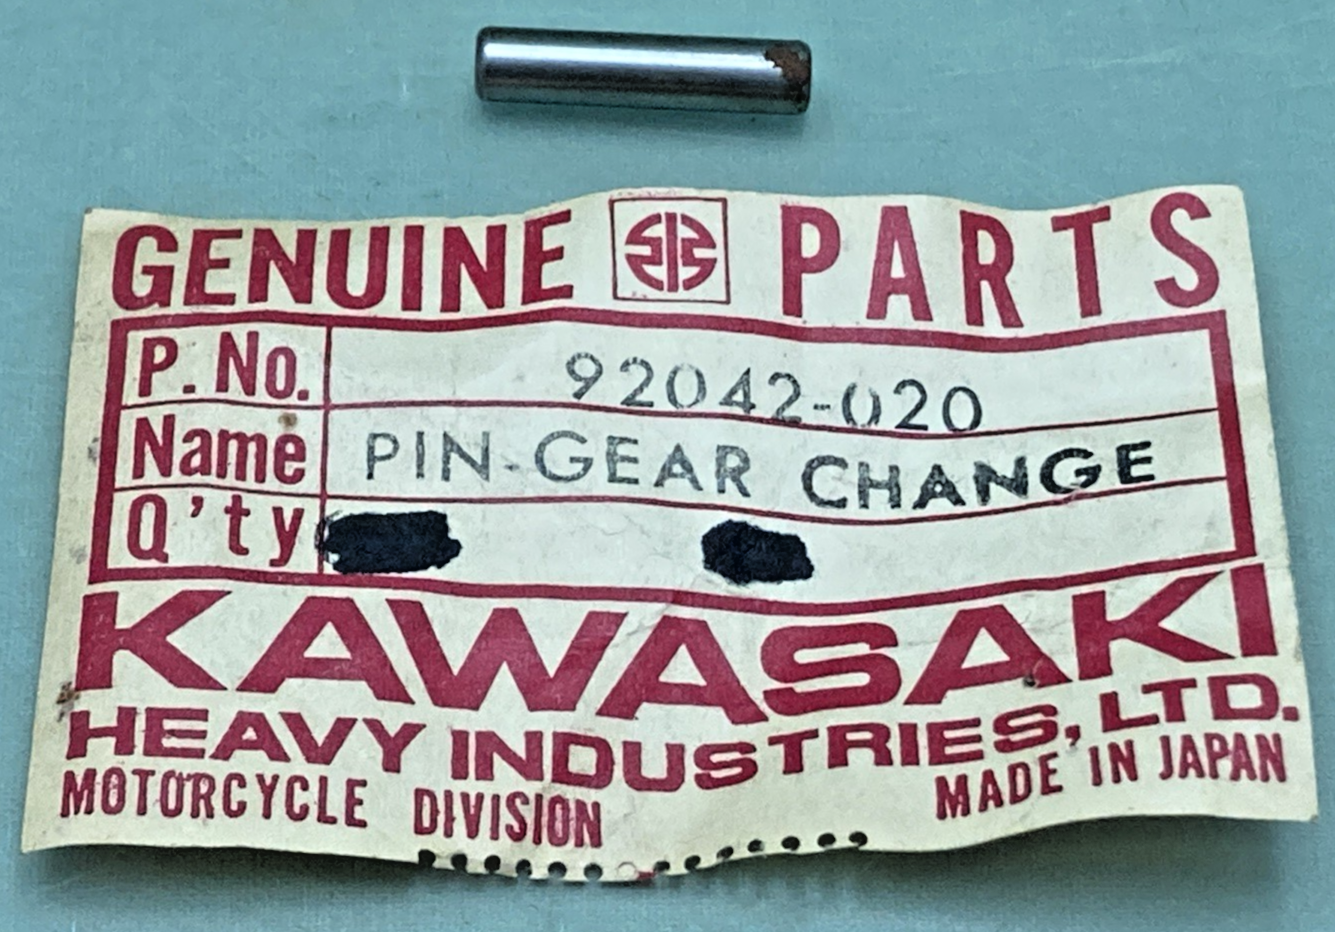 GENUINE PARTS
P. No. 92042-020
Name PIN-GEAR CHANGE
Q'ty
KAWASAKI
HEAVY INDUSTRIES, LTD.
MOTORCYCLE DIVISION MADE IN JAPAN